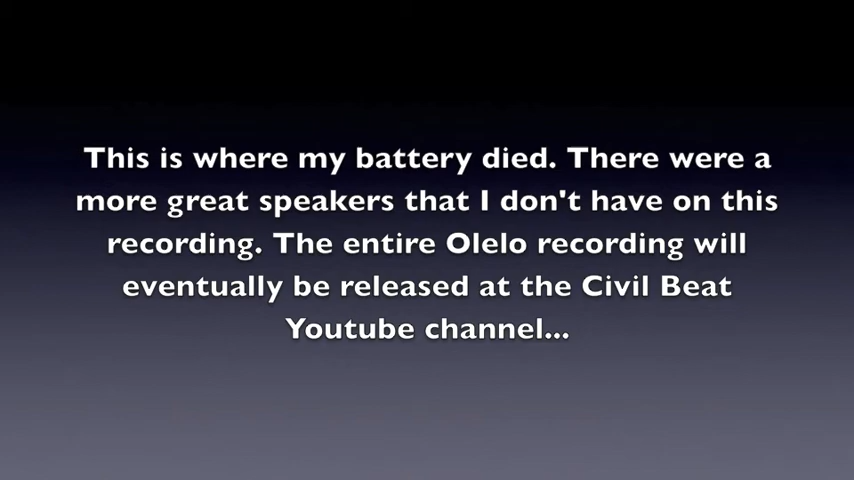 This is where my battery died. There were a
more great speakers that I don't have on this
recording. The entire Olelo recording will
eventually be released at the Civil Beat
Youtube channel...